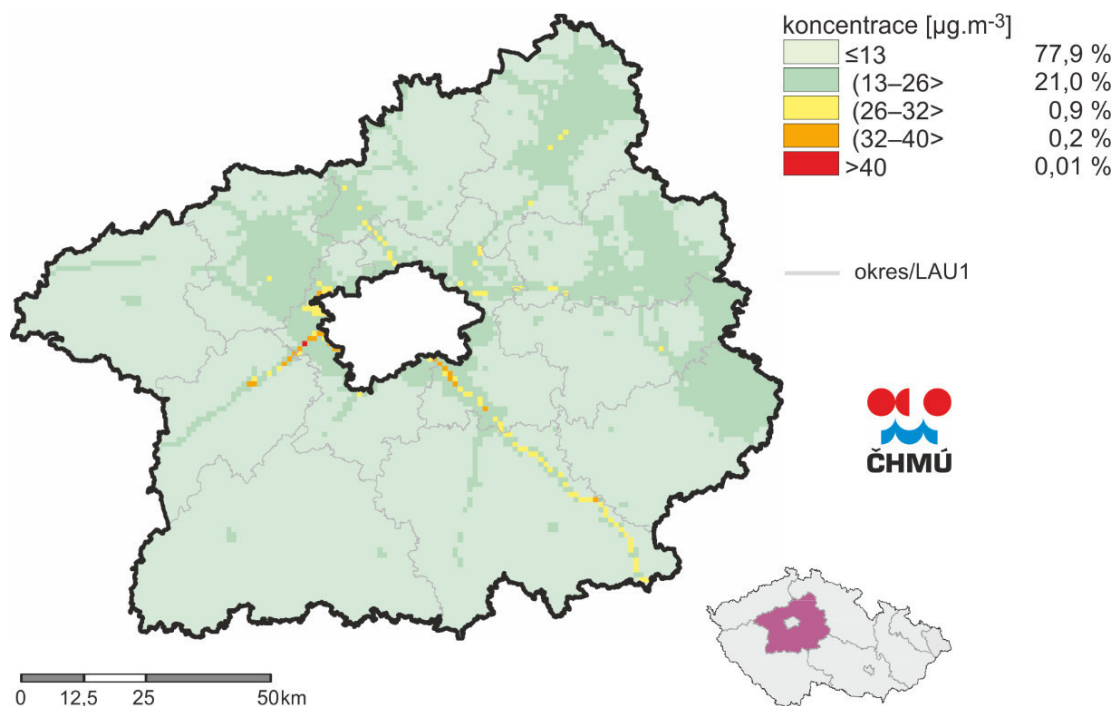 koncentrace [µg.m⁻³]
≤13 77,9 %
(13–26> 21,0 %
(26–32> 0,9 %
(32–40> 0,2 %
>40 0,01 %
okres/LAU1
ČHMÚ
0 12,5 25 50km